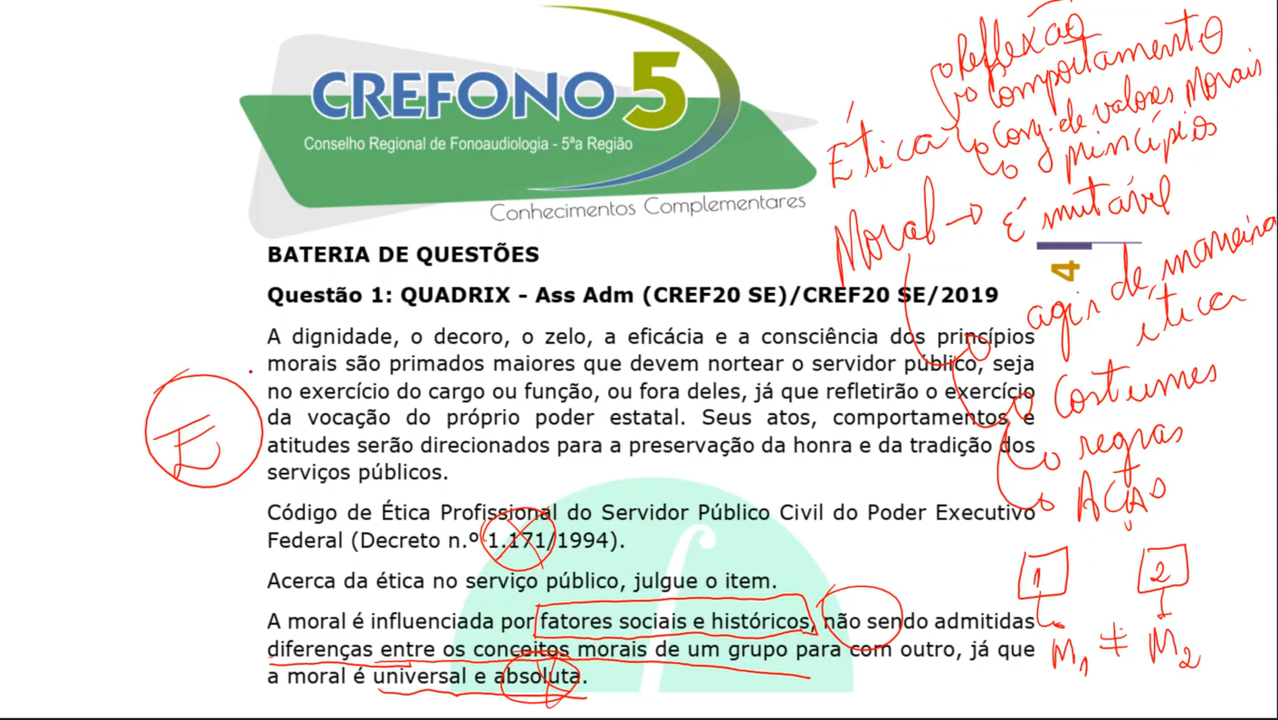 CREFONO 5
Conselho Regional de Fonoaudiologia - 5ª Região
Conhecimentos Complementares
BATERIA DE QUESTÕES
Questão 1: QUADRIX - Ass Adm (CREF20 SE)/CREF20 SE/2019
A dignidade, o decoro, o zelo, a eficácia e a consciência dos princípios
morais são primados maiores que devem nortear o servidor público, seja
no exercício do cargo ou função, ou fora deles, já que refletirão o exercício
da vocação do próprio poder estatal. Seus atos, comportamentos e
atitudes serão direcionados para a preservação da honra e da tradição dos
serviços públicos.
Código de Ética Profissional do Servidor Público Civil do Poder Executivo
Federal (Decreto n.º 1.171/1994).
Acerca da ética no serviço público, julgue o item.
A moral é influenciada por fatores sociais e históricos, não sendo admitidas
diferenças entre os conceitos morais de um grupo para com outro, já que
a moral é universal e absoluta.
E
Ética
Reflexão
Comportamento
Conj. de valores Morais
princípios
Moral → É mutável
4
agir de maneira
ética
Costumes
regras
Ação
1 2
M1 ≠ M2